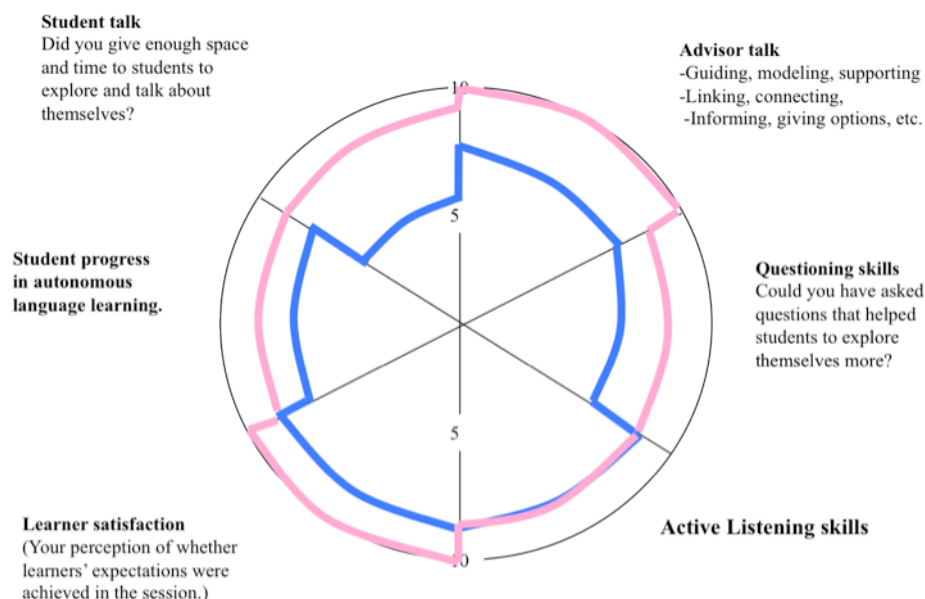 Student talk
Did you give enough space
and time to students to
explore and talk about
themselves?
Advisor talk
-Guiding, modeling, supporting
-Linking, connecting,
-Informing, giving options, etc.
10
5
Student progress
in autonomous
language learning.
Questioning skills
Could you have asked
questions that helped
students to explore
themselves more?
5
10
Learner satisfaction
(Your perception of whether
learners’ expectations were
achieved in the session.)
Active Listening skills